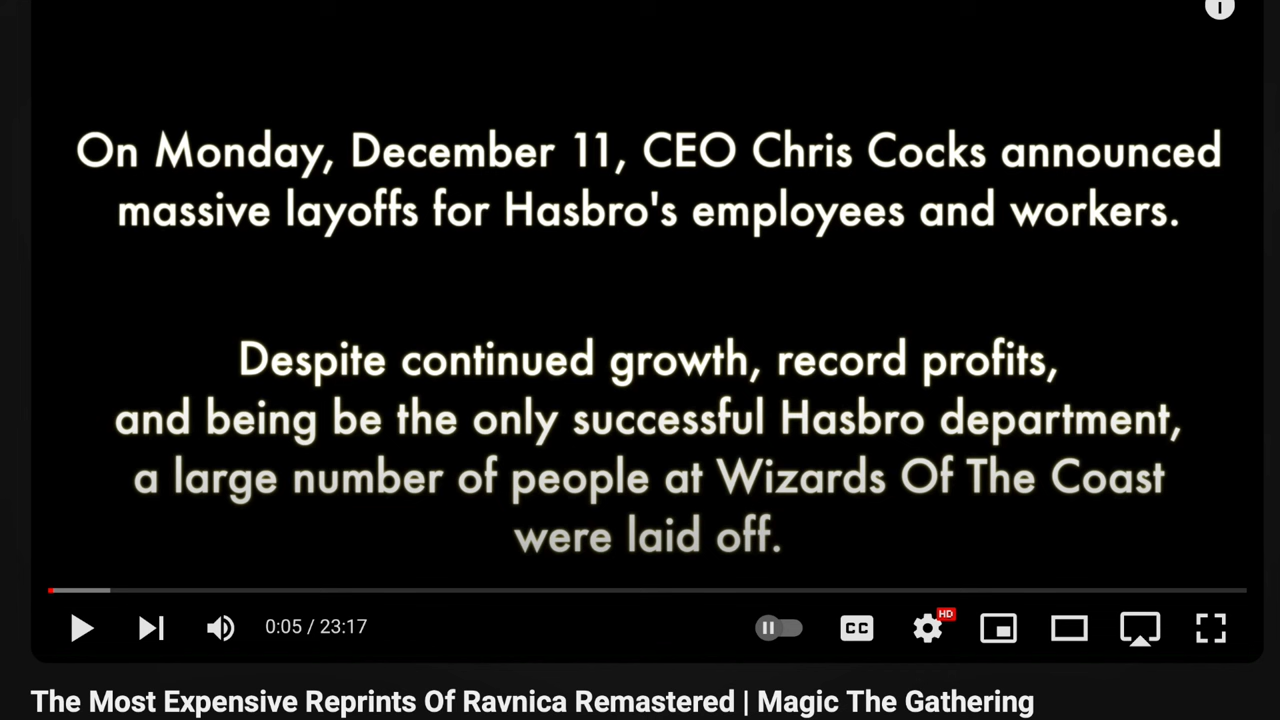 On Monday, December 11, CEO Chris Cocks announced
massive layoffs for Hasbro's employees and workers.
Despite continued growth, record profits,
and being be the only successful Hasbro department,
a large number of people at Wizards Of The Coast
were laid off.
0:05 / 23:17
CC
HD
The Most Expensive Reprints Of Ravnica Remastered | Magic The Gathering